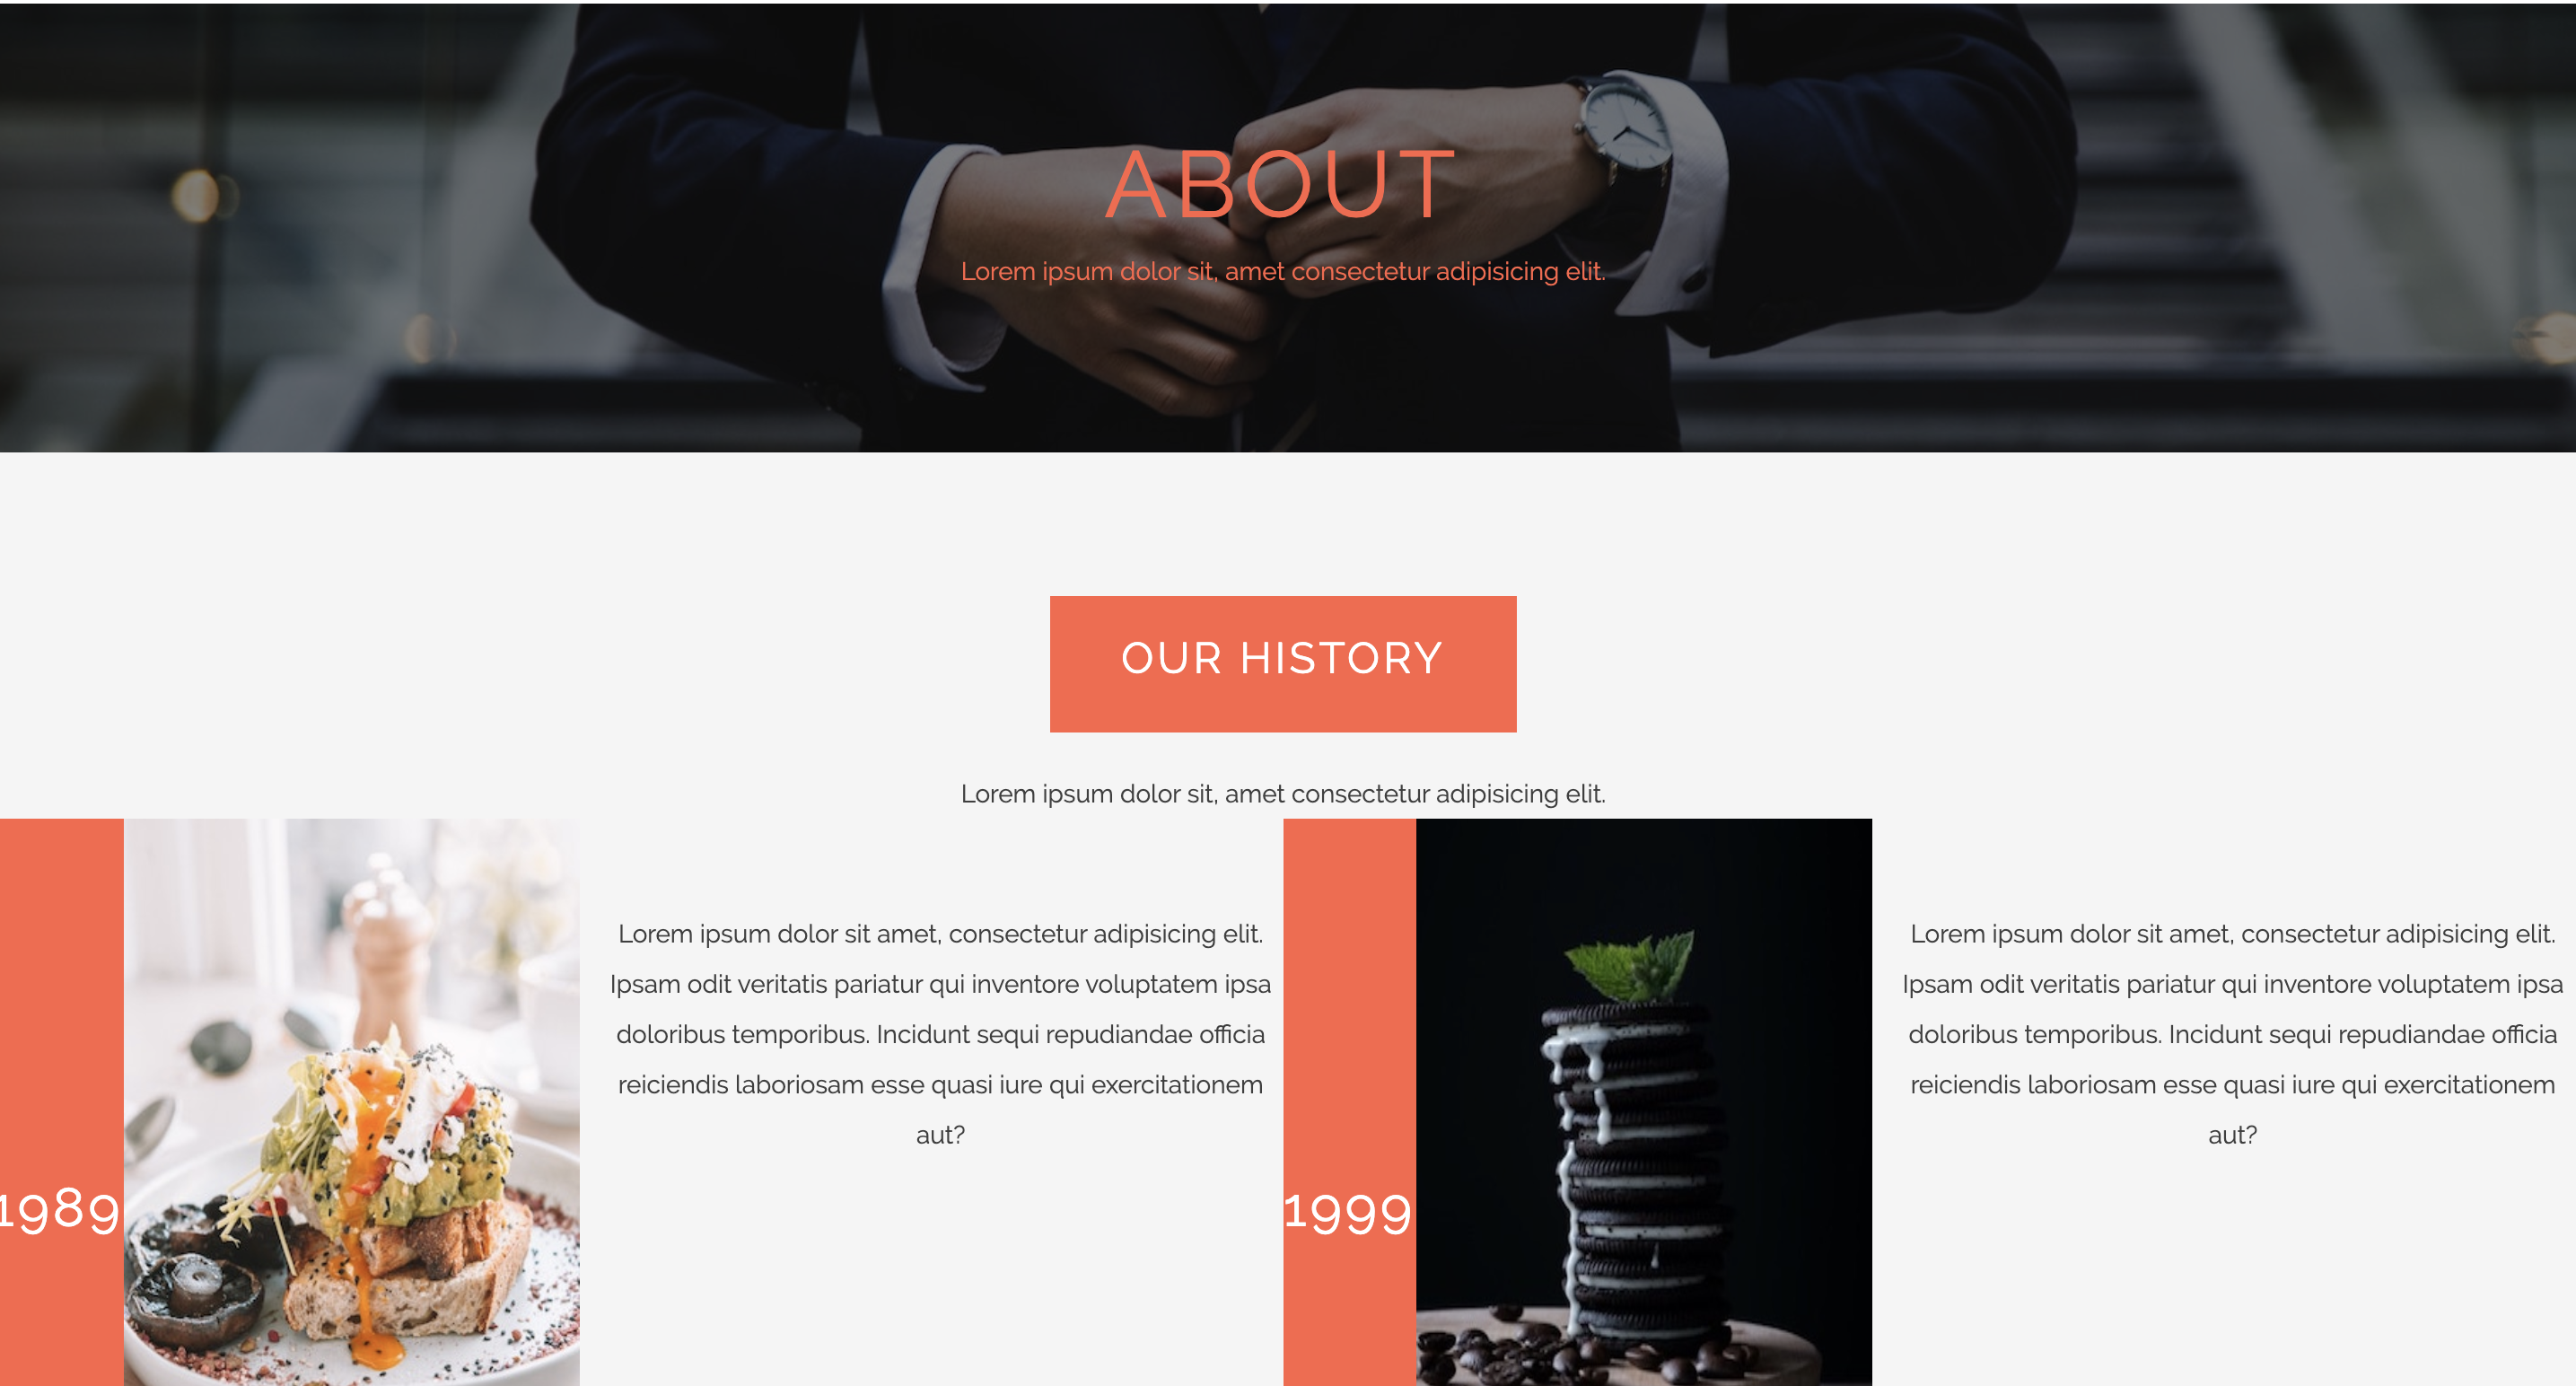 ABOUT
Lorem ipsum dolor sit, amet consectetur adipisicing elit.
OUR HISTORY
Lorem ipsum dolor sit, amet consectetur adipisicing elit.
1989
Lorem ipsum dolor sit amet, consectetur adipisicing elit.
Ipsam odit veritatis pariatur qui inventore voluptatem ipsa
doloribus temporibus. Incidunt sequi repudiandae officia
reiciendis laboriosam esse quasi iure qui exercitationem
aut?
1999
Lorem ipsum dolor sit amet, consectetur adipisicing elit.
Ipsam odit veritatis pariatur qui inventore voluptatem ipsa
doloribus temporibus. Incidunt sequi repudiandae officia
reiciendis laboriosam esse quasi iure qui exercitationem
aut?